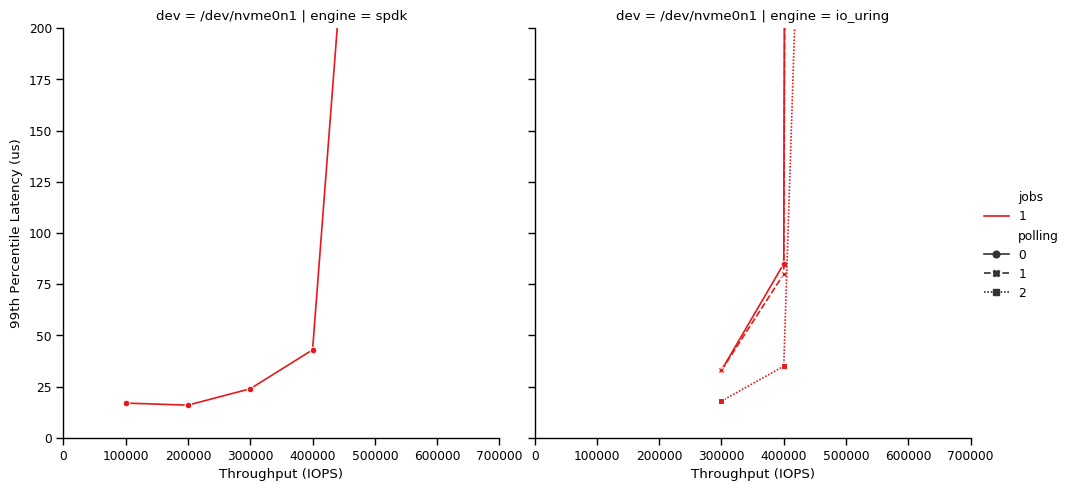 dev = /dev/nvme0n1 | engine = spdk
dev = /dev/nvme0n1 | engine = io_uring
200
175
150
125
100
75
50
25
0
99th Percentile Latency (us)
0 100000 200000 300000 400000 500000 600000 700000
0 100000 200000 300000 400000 500000 600000 700000
Throughput (IOPS)
Throughput (IOPS)
jobs
1
polling
0
1
2